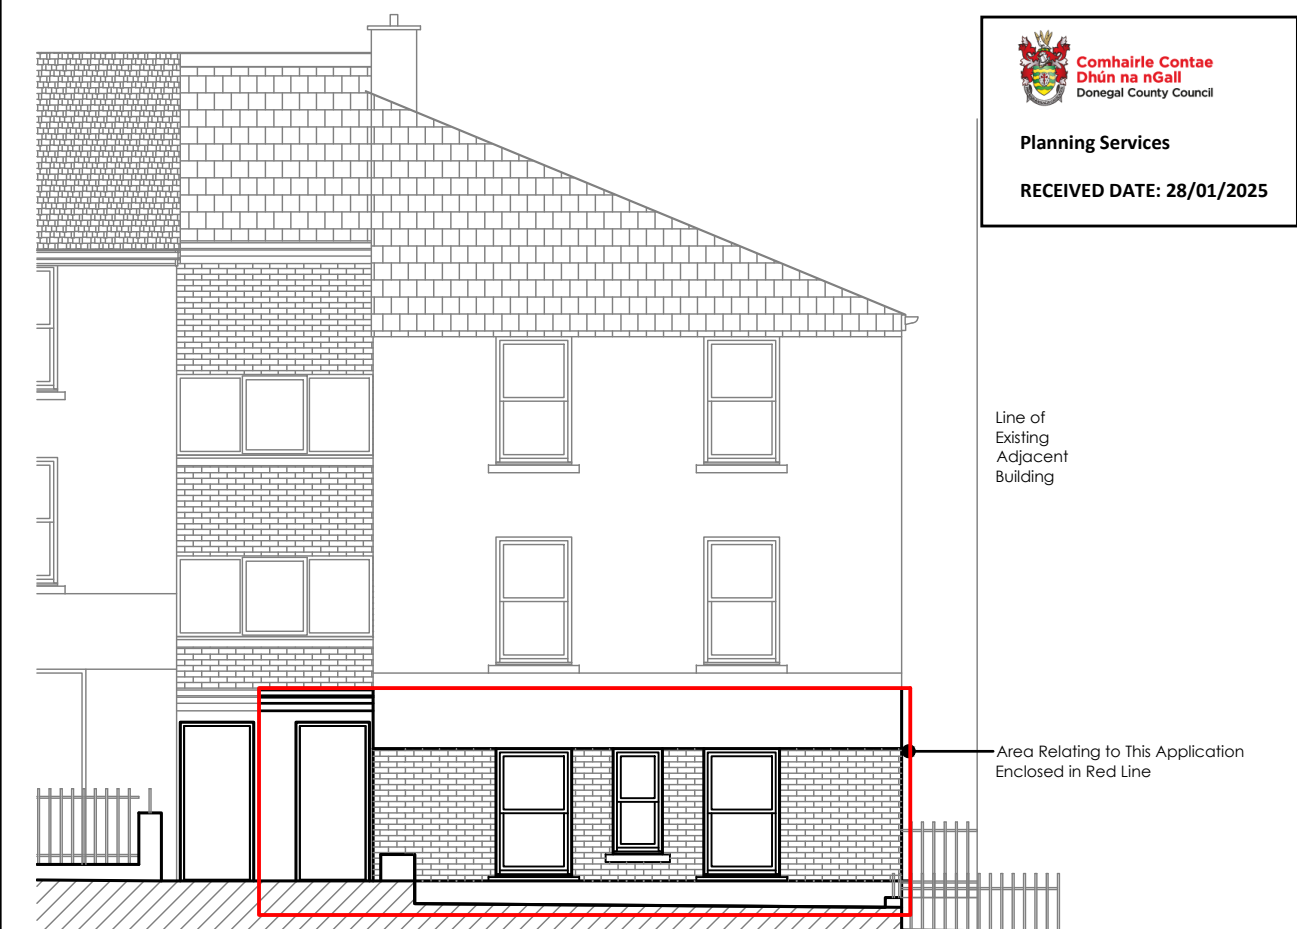 Comhairle Contae
Dhún na nGall
Donegal County Council
Planning Services
RECEIVED DATE: 28/01/2025
Line of
Existing
Adjacent
Building
Area Relating to This Application
Enclosed in Red Line